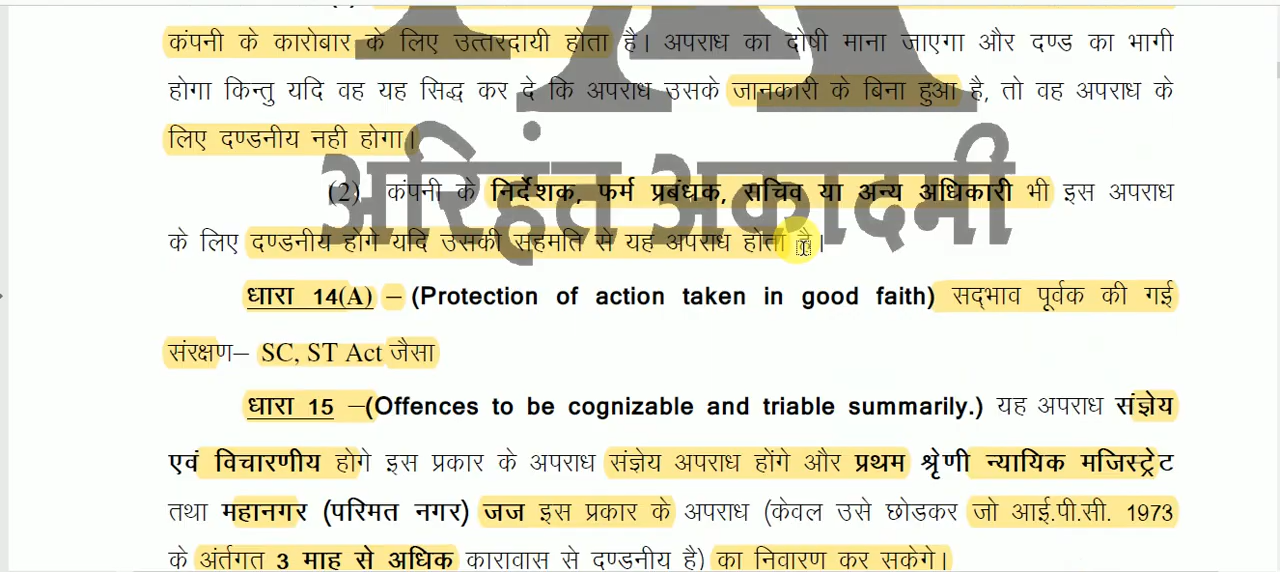 कंपनी के कारोबार के लिए उत्तरदायी होता है। अपराध का दोषी माना जाएगा और दण्ड का भागी
होगा किन्तु यदि वह यह सिद्ध कर दे कि अपराध उसके जानकारी के बिना हुआ है, तो वह अपराध के
लिए दण्डनीय नही होगा।
अरिहंत अकादमी
(2) कंपनी के निर्देशक, फर्म प्रबंधक, सचिव या अन्य अधिकारी भी इस अपराध
के लिए दण्डनीय होगे यदि उसकी सहमति से यह अपराध होता है।
धारा 14(A) – (Protection of action taken in good faith) सद्भाव पूर्वक की गई
संरक्षण– SC, ST Act जैसा
धारा 15 –(Offences to be cognizable and triable summarily.) यह अपराध संज्ञेय
एवं विचारणीय होगे इस प्रकार के अपराध संज्ञेय अपराध होंगे और प्रथम श्रेणी न्यायिक मजिस्ट्रेट
तथा महानगर (परिमत नगर) जज इस प्रकार के अपराध (केवल उसे छोडकर जो आई.पी.सी. 1973
के अंर्तगत 3 माह से अधिक कारावास से दण्डनीय है) का निवारण कर सकेगे।